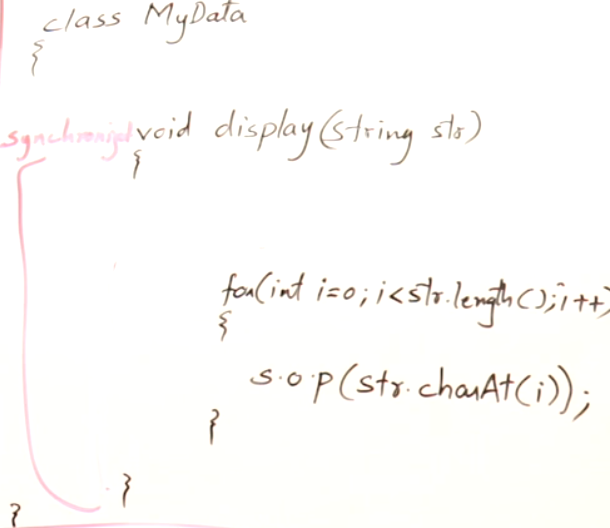 class MyData
{
synchronized void display(string str)
{
for(int i=0; i<str.length(); i++)
{
s.o.p(str.charAt(i));
}
}
}